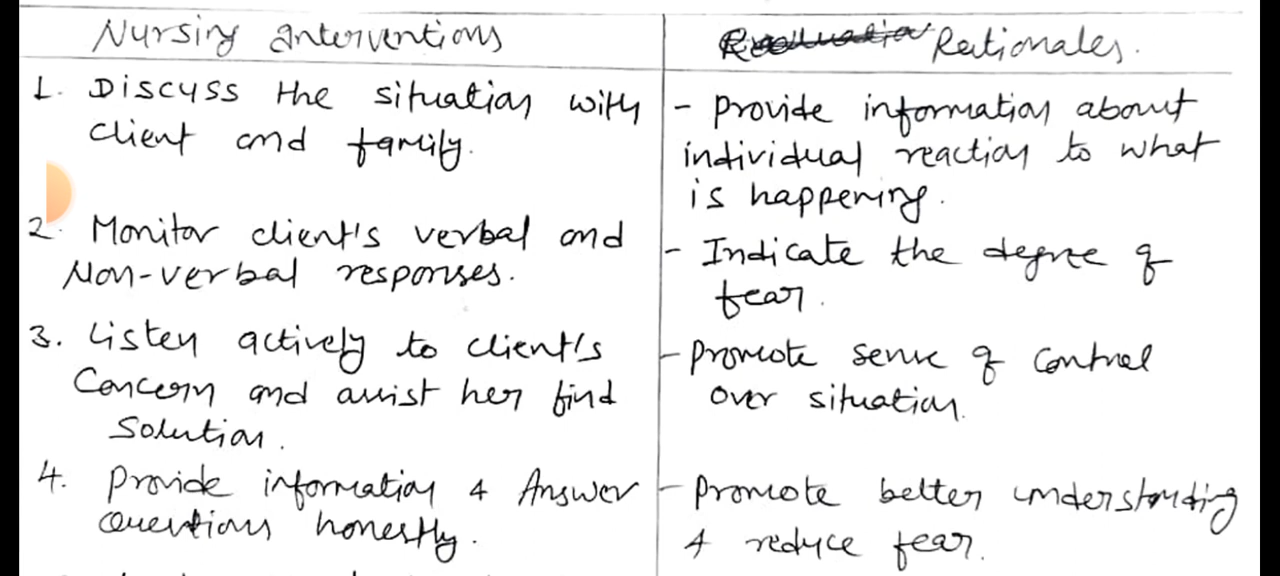 Nursing Interventions
Rationales.
1. Discuss the situation with
client and family.
- Provide information about
individual reaction to what
is happening.
2. Monitor client's verbal and
Non-verbal responses.
- Indicate the degree of
fear.
3. Listen actively to client's
Concern and assist her find
Solution.
- Promote sense of control
over situation.
4. Provide information & Answer
Questions honestly.
- Promote better understanding
& reduce fear.